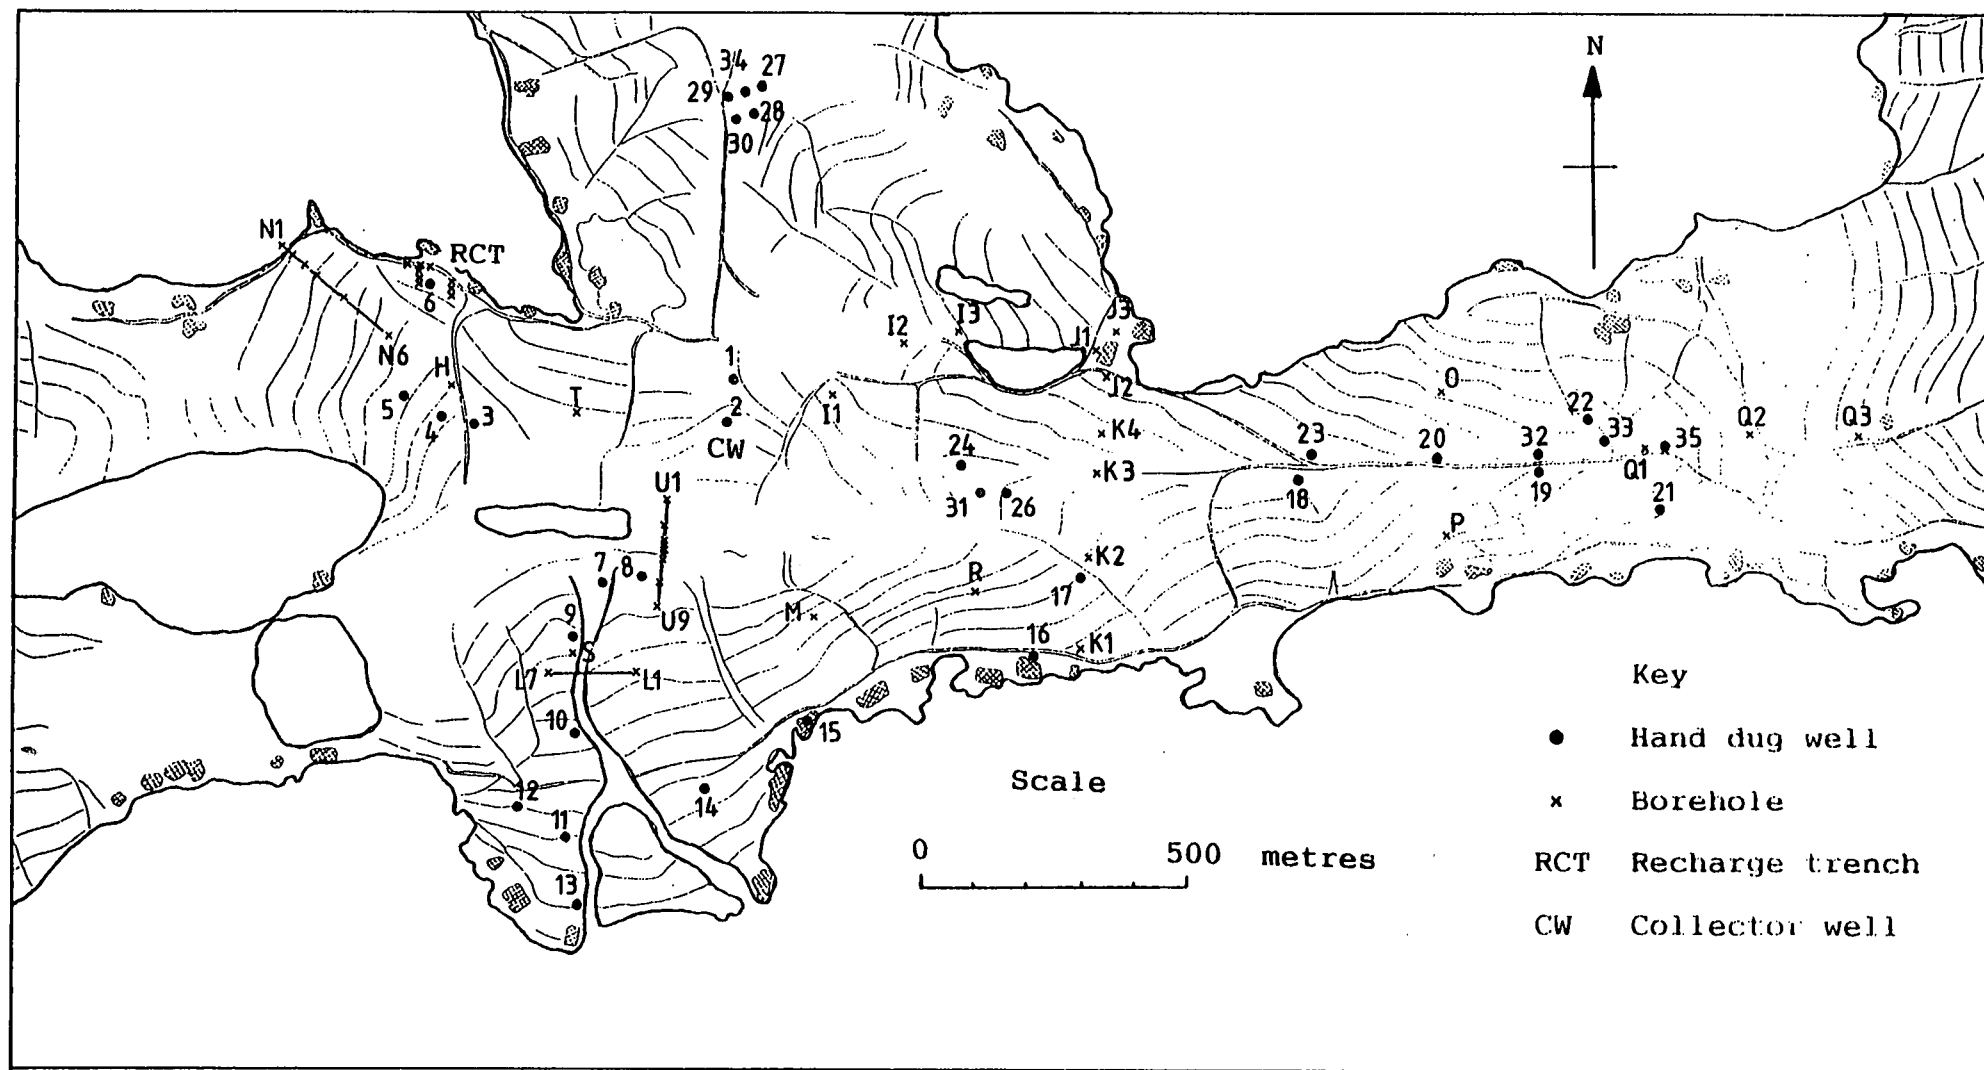 34 27
29
28
30
N
N1
RCT
6
N6
H
5
4
3
T
1
2
CW
I1
I2
I3
J1
J3
J2
K4
K3
24
31 26
23
18
O
20
22
33
32
19
Q1
35
21
Q2
Q3
P
U1
7
8
9
S
U9
L7
L1
M
R
K2
17
16
K1
10
15
12
11
14
13
Scale
0 500 metres
Key
Hand dug well
x Borehole
RCT Recharge trench
CW Collector well